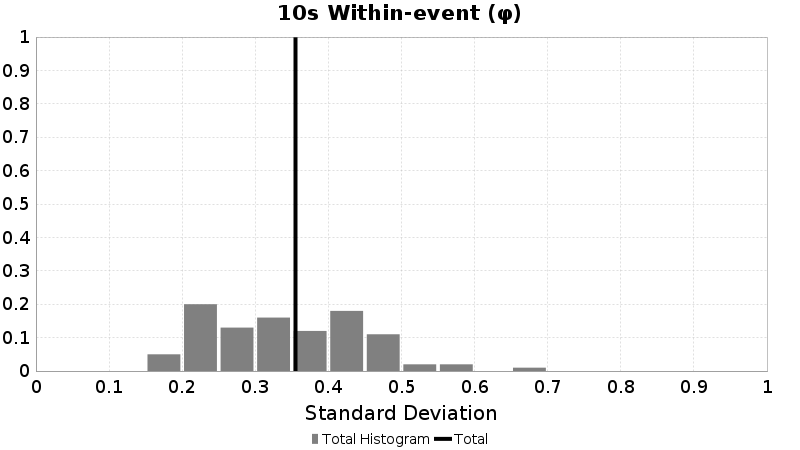 10s Within-event (φ)
1
0.9
0.8
0.7
0.6
0.5
0.4
0.3
0.2
0.1
0
0 0.1 0.2 0.3 0.4 0.5 0.6 0.7 0.8 0.9 1
Standard Deviation
Total Histogram Total